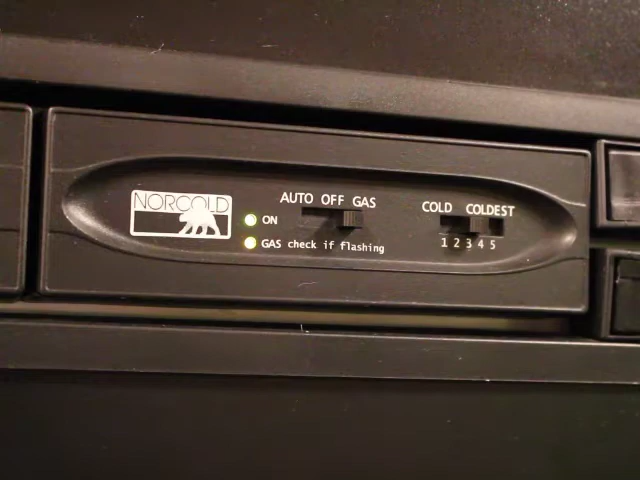 NORCOLD
ON
GAS check if flashing
AUTO OFF GAS
COLD COLDEST
1 2 3 4 5